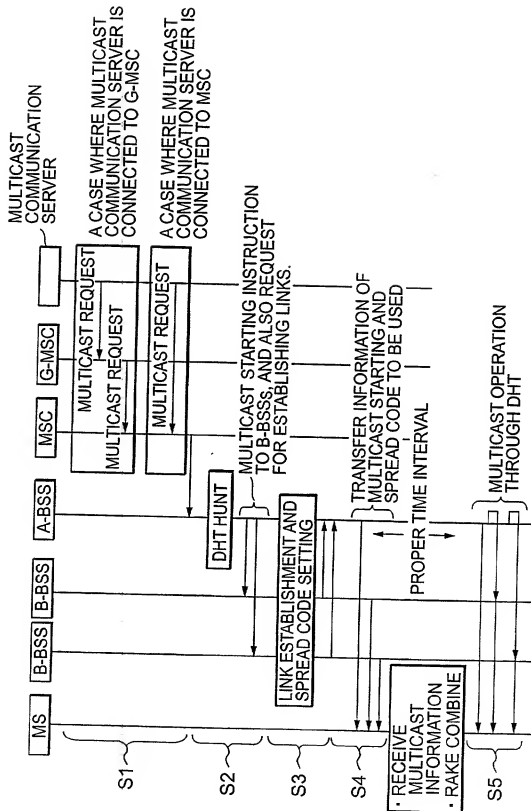 MULTICAST
COMMUNICATION
SERVER
MS
B-BSS
B-BSS
A-BSS
MSC
G-MSC
S1
MULTICAST REQUEST
MULTICAST REQUEST
A CASE WHERE MULTICAST
COMMUNICATION SERVER IS
CONNECTED TO G-MSC
MULTICAST REQUEST
A CASE WHERE MULTICAST
COMMUNICATION SERVER IS
CONNECTED TO MSC
S2
DHT HUNT
MULTICAST STARTING INSTRUCTION
TO B-BSSs, AND ALSO REQUEST
FOR ESTABLISHING LINKS.
S3
LINK ESTABLISHMENT AND
SPREAD CODE SETTING
S4
TRANSFER INFORMATION OF
MULTICAST STARTING AND
SPREAD CODE TO BE USED
PROPER TIME INTERVAL
· RECEIVE
MULTICAST
INFORMATION
· RAKE COMBINE
S5
MULTICAST OPERATION
THROUGH DHT